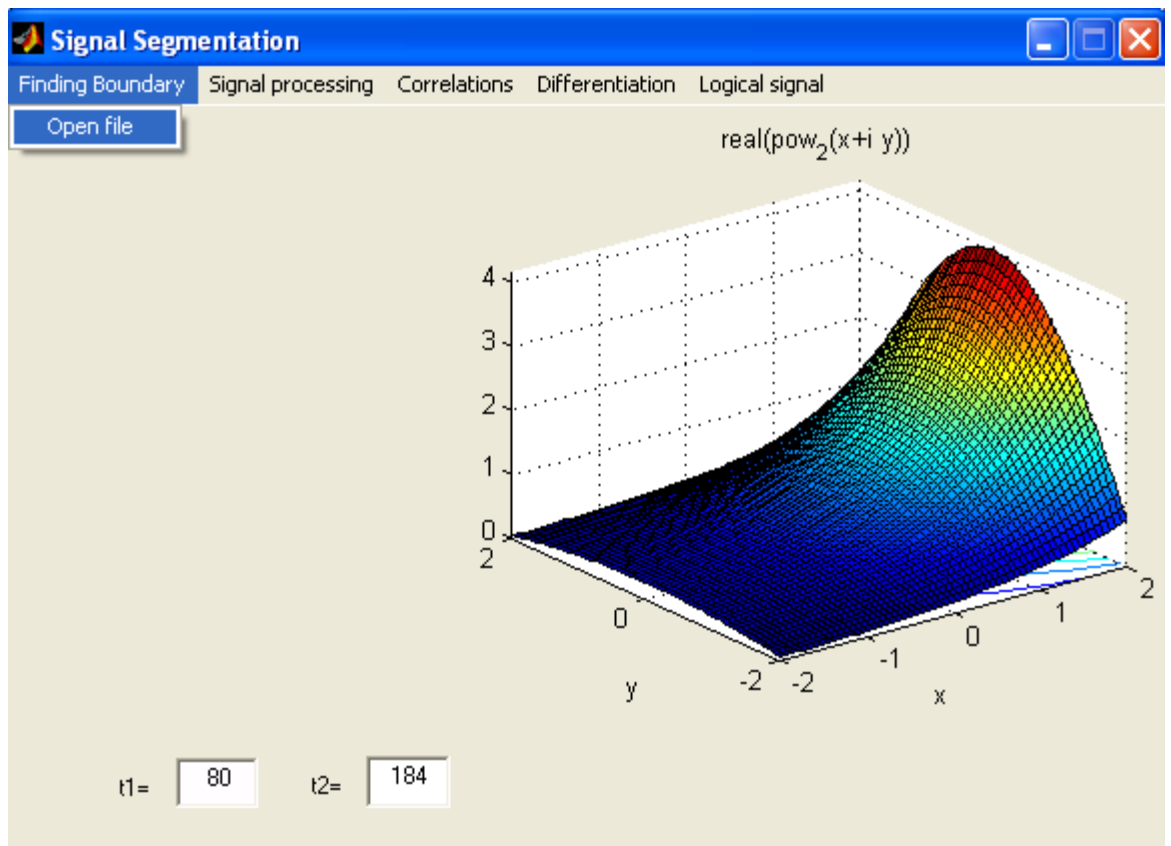 Signal Segmentation
Finding Boundary Signal processing Correlations Differentiation Logical signal
Open file
real(pow2(x+i y))
4
3
2
1
0
2
0
-2
y
-2
-1
0
1
2
x
t1= 80 t2= 184